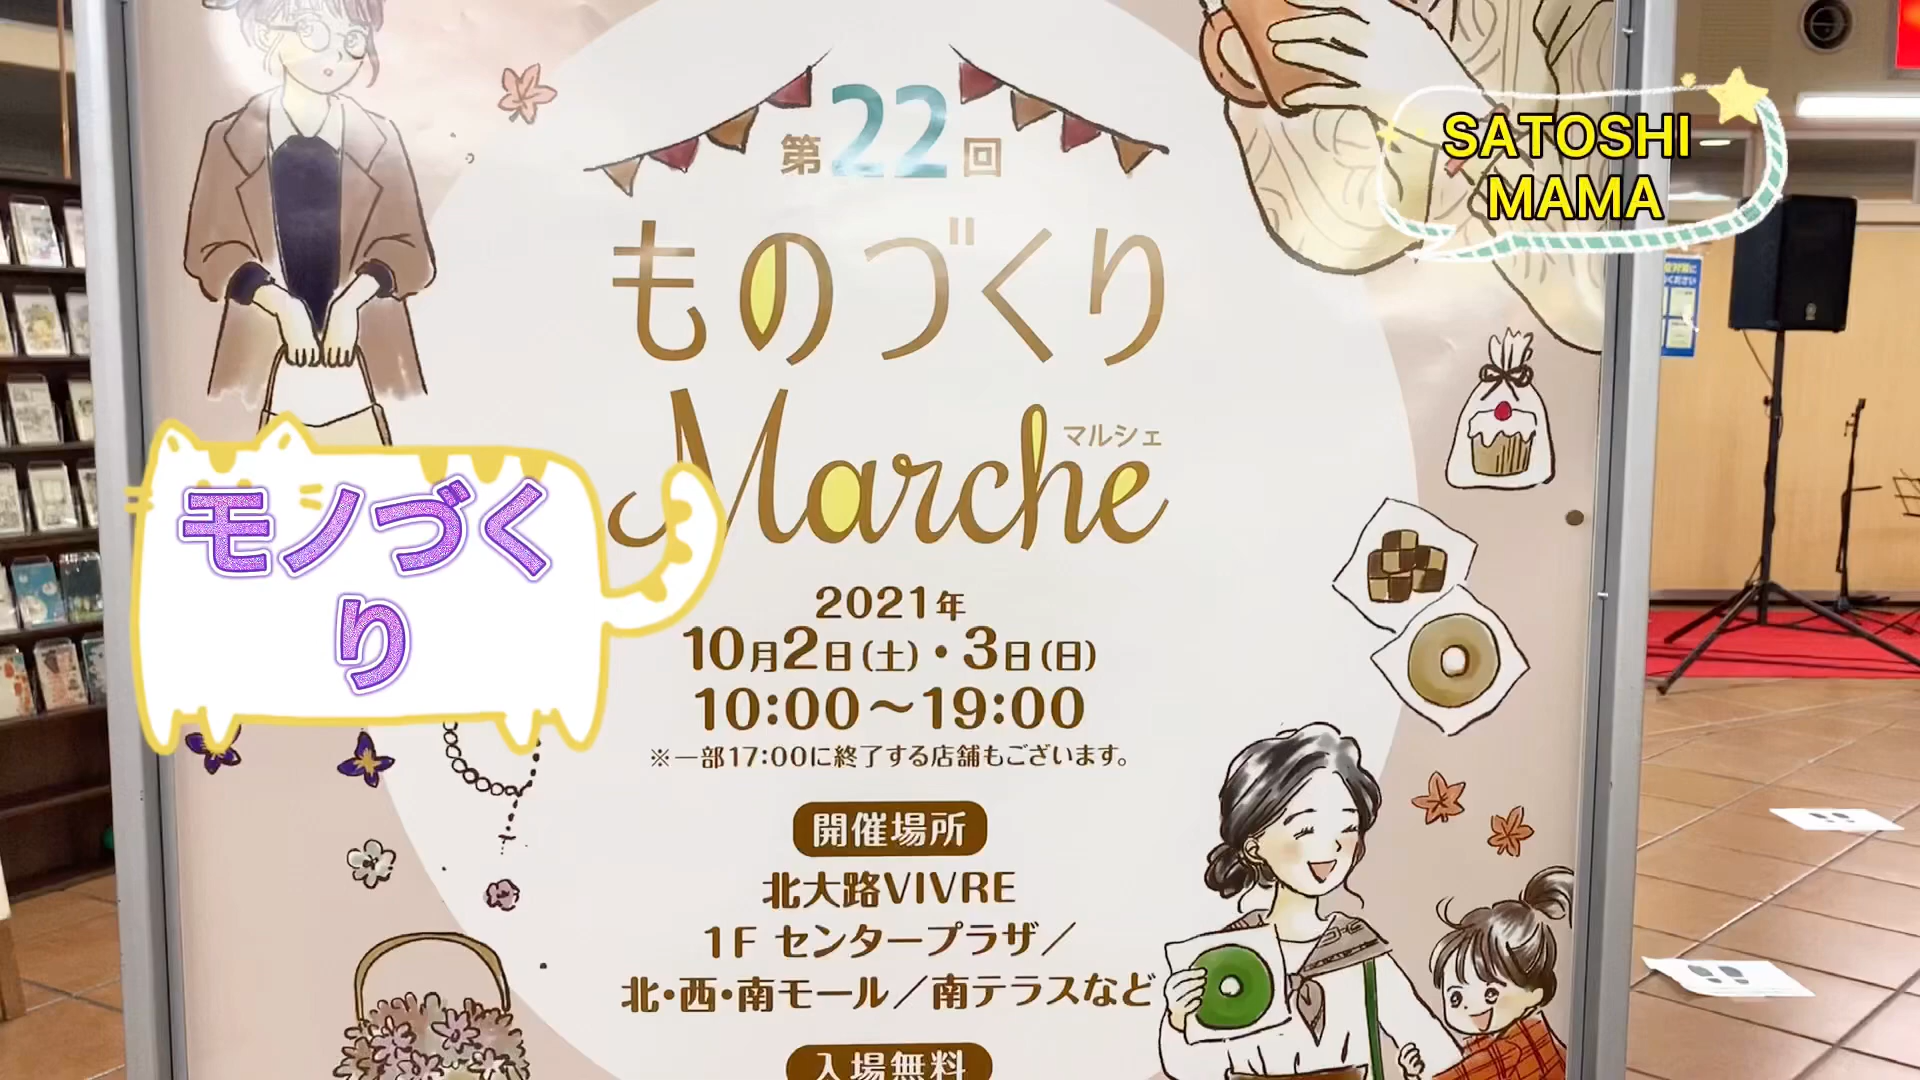 第22回
ものづくり
マルシェ
Marche
2021年
10月2日(土)・3日(日)
10:00〜19:00
※一部17:00に終了する店舗もございます。
開催場所
北大路VIVRE
1F センタープラザ／
北・西・南モール／南テラスなど
入場無料
モノづく
り
SATOSHI
MAMA